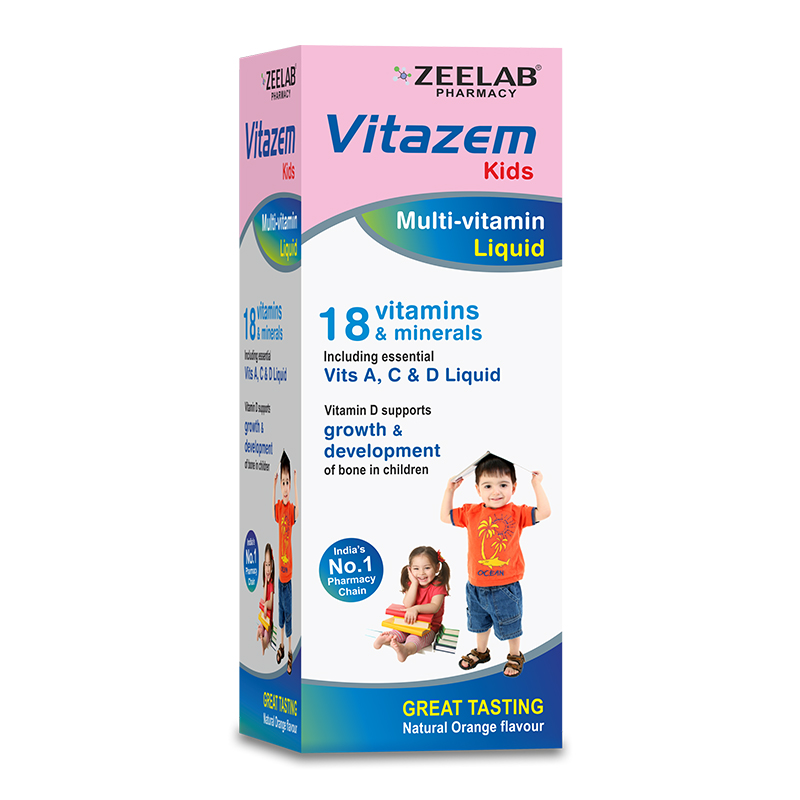 ZEELAB®
PHARMACY
Vitazem
Kids
Multi-vitamin
Liquid
18 vitamins
& minerals
Including essential
Vits A, C & D Liquid
Vitamin D supports
growth &
development
of bone in children
India's
No.1
Pharmacy
Chain
OCEAN
GREAT TASTING
Natural Orange flavour
ZEELAB
PHARMACY
Vitazem
Kids
Multi-vitamin
Liquid
18 vitamins
& minerals
Including essential
Vits A, C & D Liquid
Vitamin D supports
growth &
development
of bone in children
India's
No.1
Pharmacy
Chain
GREAT TASTING
Natural Orange flavour